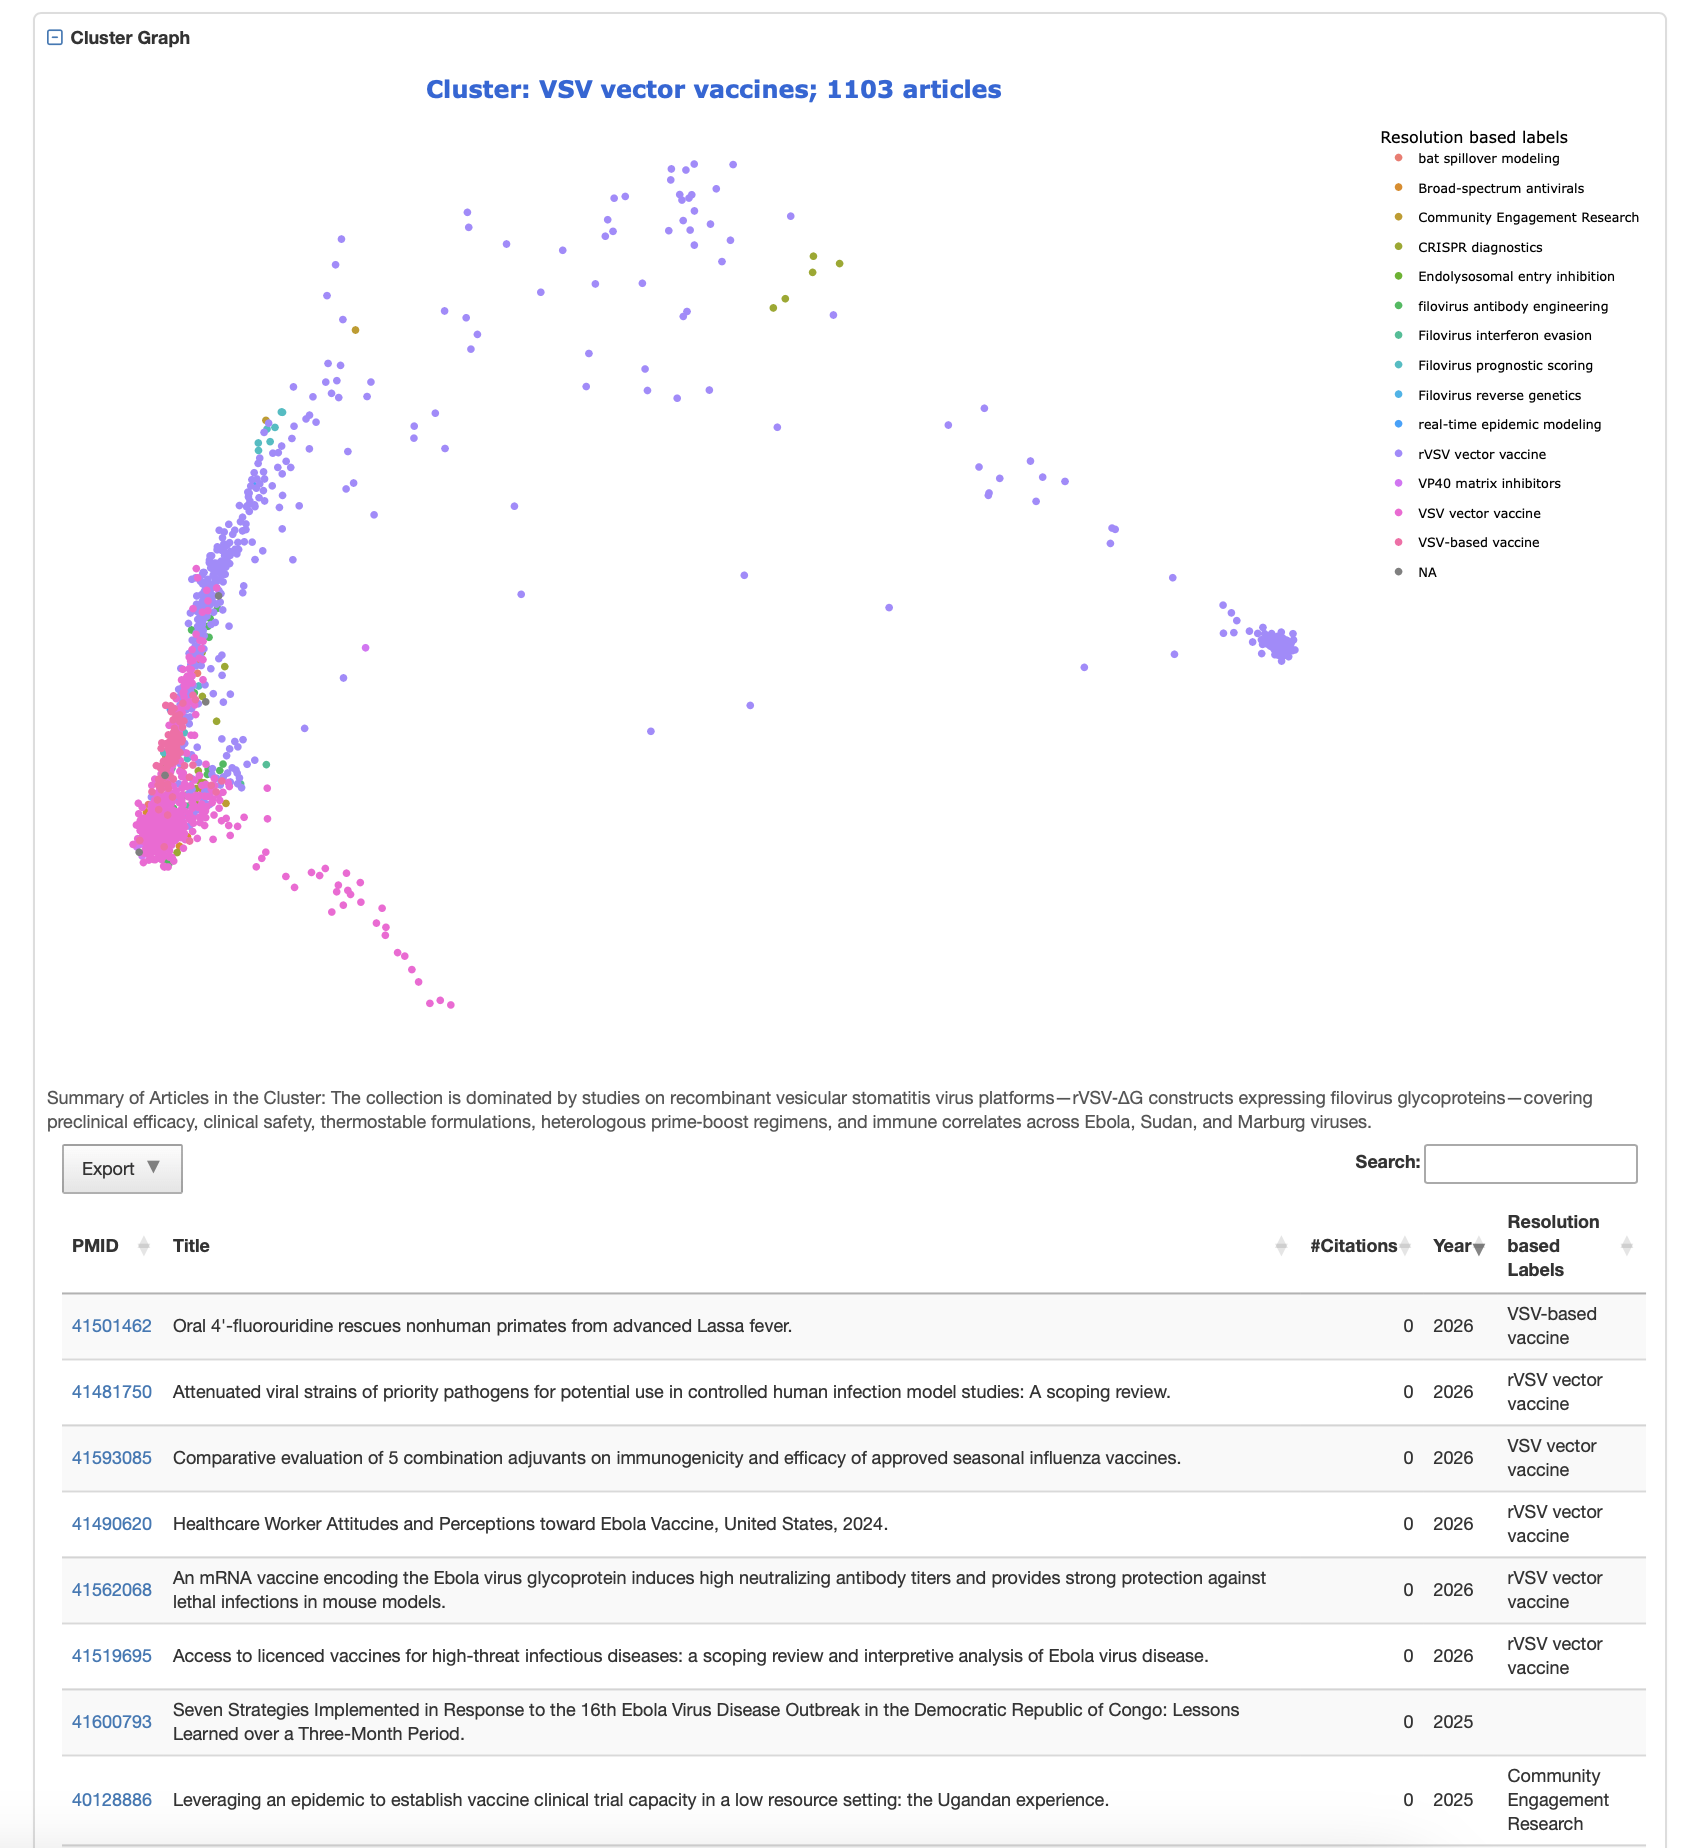 Cluster Graph
Cluster: VSV vector vaccines; 1103 articles
Resolution based labels
bat spillover modeling
Broad-spectrum antivirals
Community Engagement Research
CRISPR diagnostics
Endolysosomal entry inhibition
filovirus antibody engineering
Filovirus interferon evasion
Filovirus prognostic scoring
Filovirus reverse genetics
real-time epidemic modeling
rVSV vector vaccine
VP40 matrix inhibitors
VSV vector vaccine
VSV-based vaccine
NA
Summary of Articles in the Cluster: The collection is dominated by studies on recombinant vesicular stomatitis virus platforms—rVSV-ΔG constructs expressing filovirus glycoproteins—covering
preclinical efficacy, clinical safety, thermostable formulations, heterologous prime-boost regimens, and immune correlates across Ebola, Sudan, and Marburg viruses.
Export ▼
Search:
PMID Title #Citations Year Resolution
based
Labels
41501462 Oral 4'-fluorouridine rescues nonhuman primates from advanced Lassa fever. 0 2026 VSV-based
vaccine
41481750 Attenuated viral strains of priority pathogens for potential use in controlled human infection model studies: A scoping review. 0 2026 rVSV vector
vaccine
41593085 Comparative evaluation of 5 combination adjuvants on immunogenicity and efficacy of approved seasonal influenza vaccines. 0 2026 VSV vector
vaccine
41490620 Healthcare Worker Attitudes and Perceptions toward Ebola Vaccine, United States, 2024. 0 2026 rVSV vector
vaccine
41562068 An mRNA vaccine encoding the Ebola virus glycoprotein induces high neutralizing antibody titers and provides strong protection against
lethal infections in mouse models. 0 2026 rVSV vector
vaccine
41519695 Access to licenced vaccines for high-threat infectious diseases: a scoping review and interpretive analysis of Ebola virus disease. 0 2026 rVSV vector
vaccine
41600793 Seven Strategies Implemented in Response to the 16th Ebola Virus Disease Outbreak in the Democratic Republic of Congo: Lessons
Learned over a Three-Month Period. 0 2025
40128886 Leveraging an epidemic to establish vaccine clinical trial capacity in a low resource setting: the Ugandan experience. 0 2025 Community
Engagement
Research